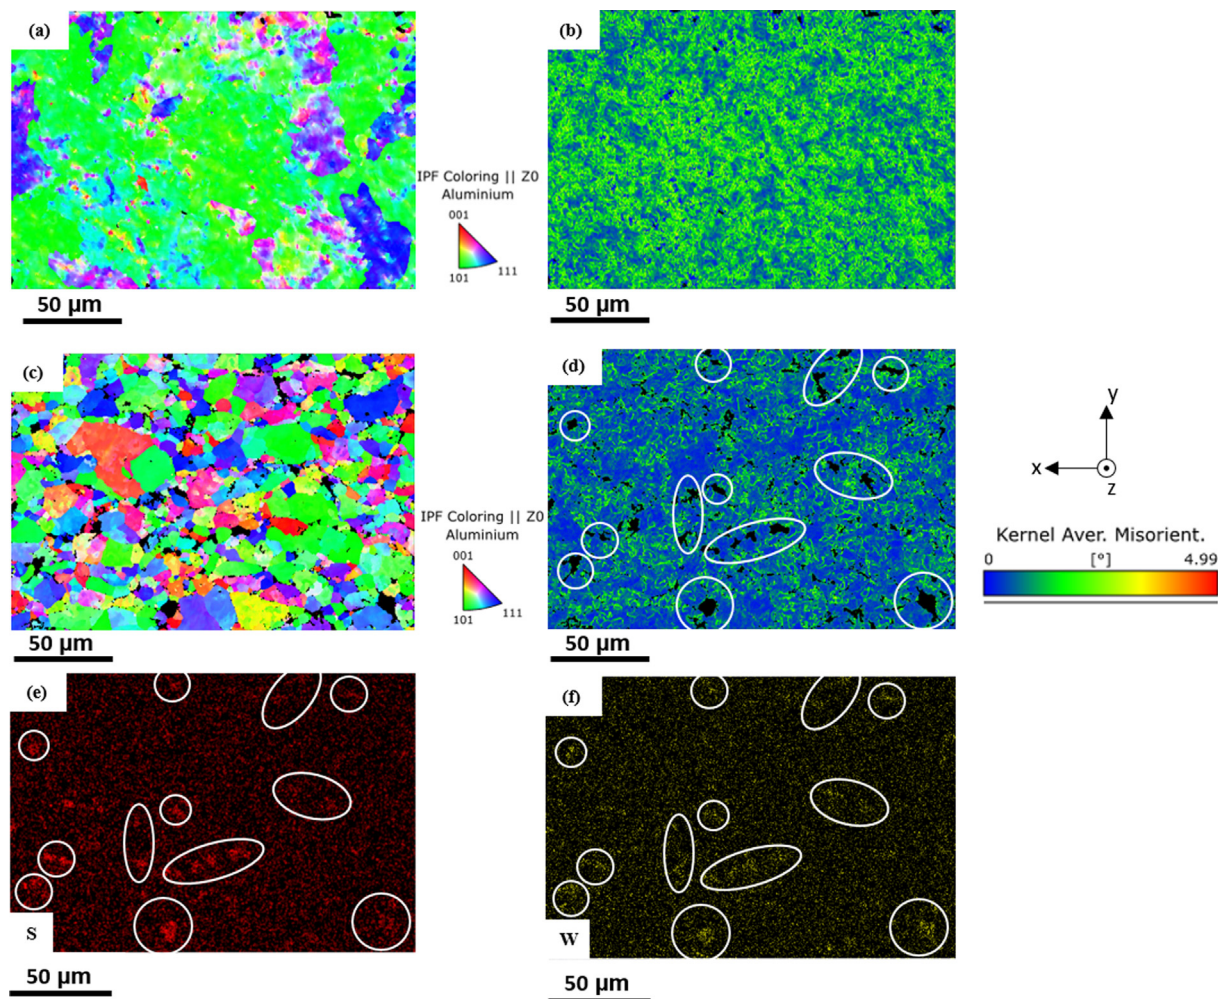 (a)
(b)
IPF Coloring || Z0
Aluminium
001
101
111
50 µm
50 µm
(c)
(d)
IPF Coloring || Z0
Aluminium
001
101
111
y
x
z
Kernel Aver. Misorient.
0 [°] 4.99
50 µm
50 µm
(e)
(f)
S
W
50 µm
50 µm